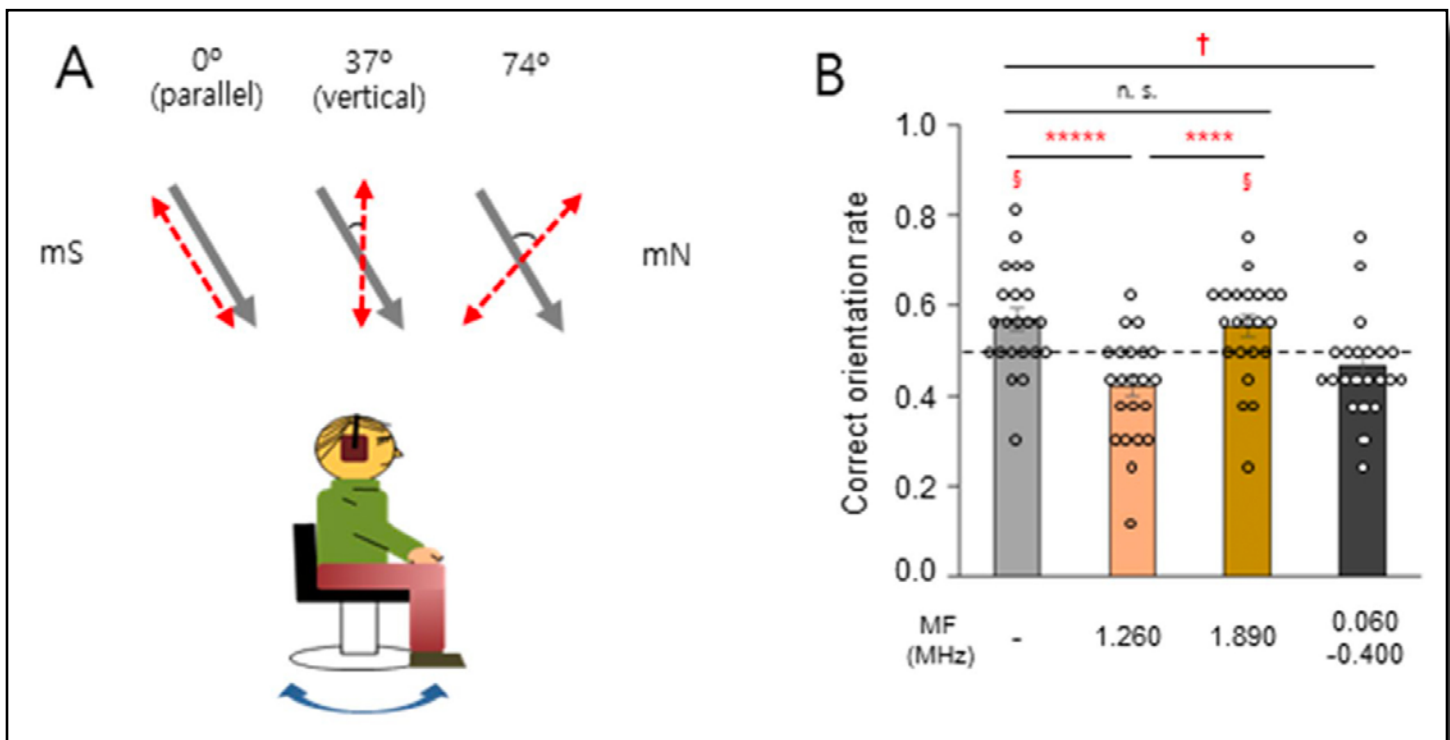 A
0º
(parallel)
37º
(vertical)
74º
mS
mN
B
†
n. s.
*****
****
§
§
Correct orientation rate
1.0
0.8
0.6
0.4
0.2
0.0
MF
(MHz)
-
1.260
1.890
0.060
-0.400